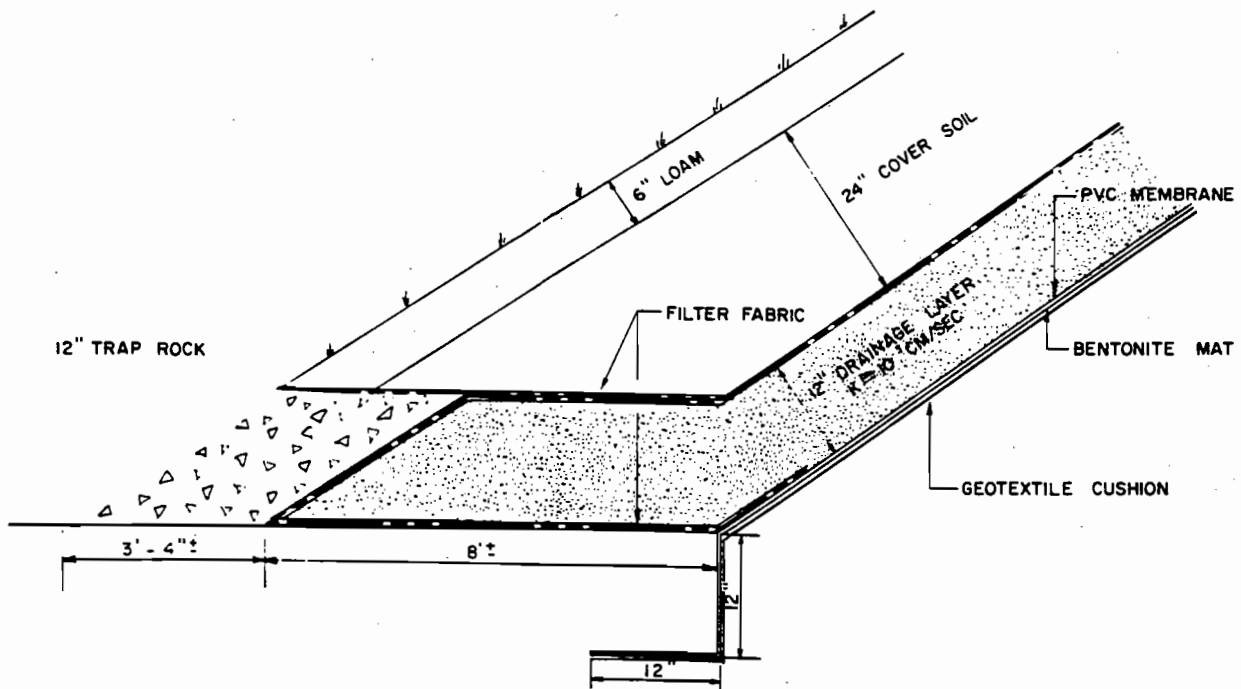 6" LOAM
24" COVER SOIL
PVC MEMBRANE
FILTER FABRIC
12" TRAP ROCK
12" DRAINAGE LAYER
CM/SEC
BENTONITE MAT
GEOTEXTILE CUSHION
3' - 4"±
8'±
12"
12"